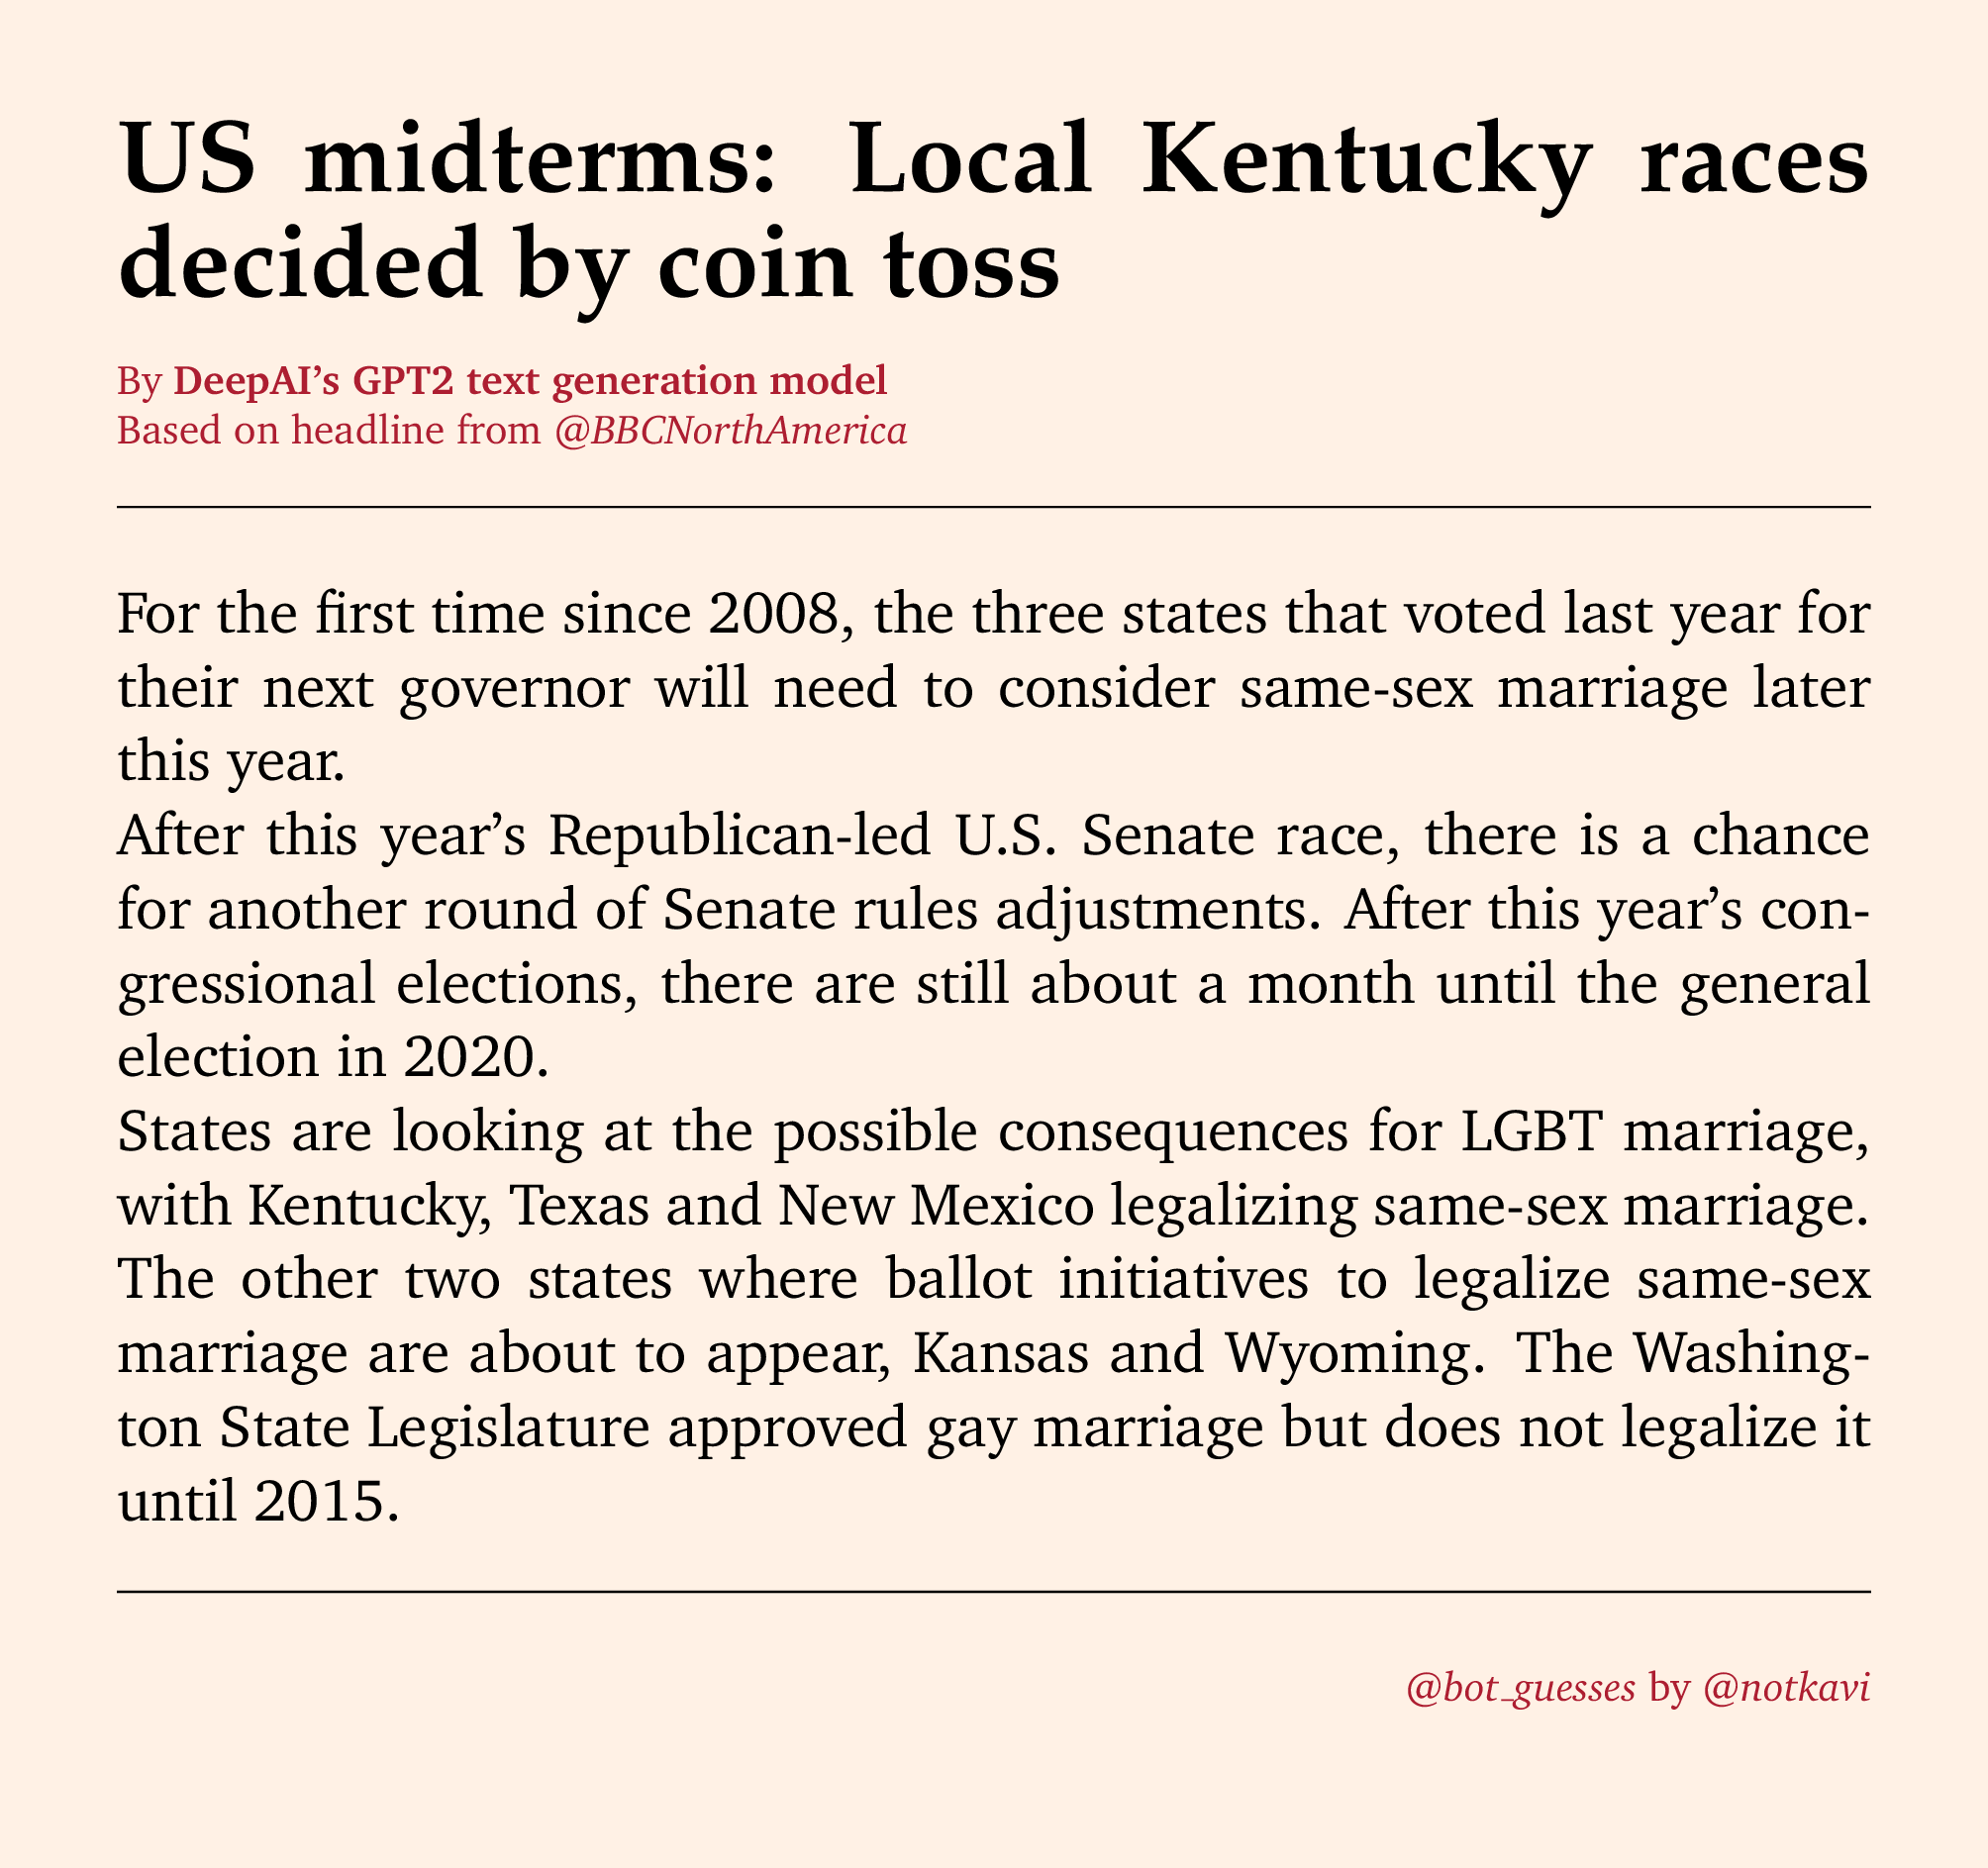 US midterms: Local Kentucky races
decided by coin toss
By DeepAI’s GPT2 text generation model
Based on headline from @BBCNorthAmerica
For the first time since 2008, the three states that voted last year for
their next governor will need to consider same-sex marriage later
this year.
After this year’s Republican-led U.S. Senate race, there is a chance
for another round of Senate rules adjustments. After this year’s con-
gressional elections, there are still about a month until the general
election in 2020.
States are looking at the possible consequences for LGBT marriage,
with Kentucky, Texas and New Mexico legalizing same-sex marriage.
The other two states where ballot initiatives to legalize same-sex
marriage are about to appear, Kansas and Wyoming. The Washing-
ton State Legislature approved gay marriage but does not legalize it
until 2015.
@bot_guesses by @notkavi